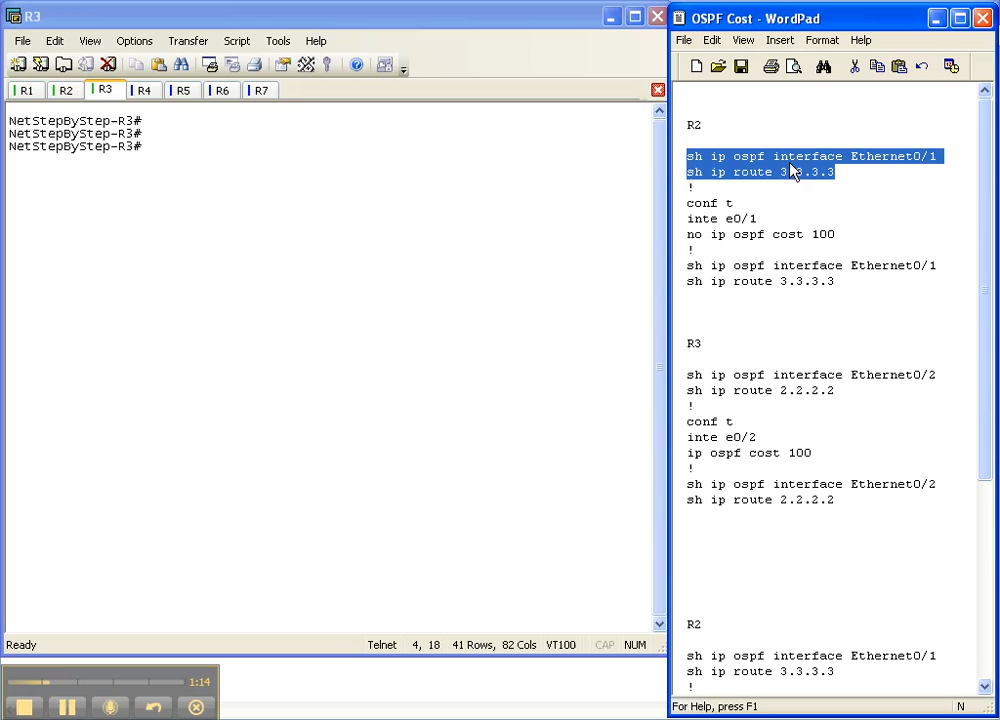 R3
File Edit View Options Transfer Script Tools Help
R1 R2 R3 R4 R5 R6 R7
NetStepByStep-R3#
NetStepByStep-R3#
NetStepByStep-R3#
Ready Telnet 4, 18 41 Rows, 82 Cols VT100 CAP NUM
1:14
OSPF Cost - WordPad
File Edit View Insert Format Help
R2
sh ip ospf interface Ethernet0/1
sh ip route 3.3.3.3
!
conf t
inte e0/1
no ip ospf cost 100
!
sh ip ospf interface Ethernet0/1
sh ip route 3.3.3.3
R3
sh ip ospf interface Ethernet0/2
sh ip route 2.2.2.2
!
conf t
inte e0/2
ip ospf cost 100
!
sh ip ospf interface Ethernet0/2
sh ip route 2.2.2.2
R2
sh ip ospf interface Ethernet0/1
sh ip route 3.3.3.3
!
For Help, press F1 N